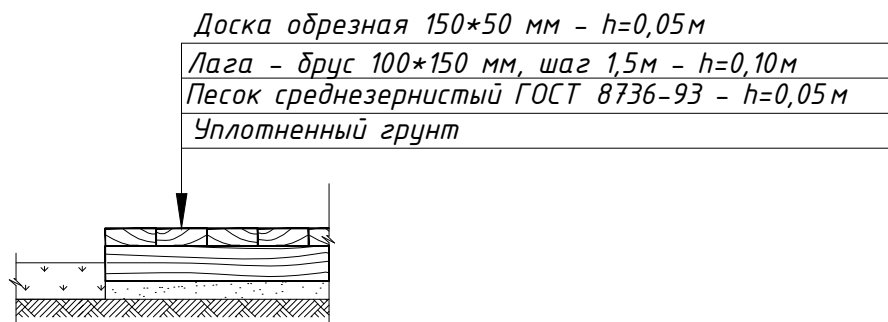 Доска обрезная 150*50 мм - h=0,05м
Лага - брус 100*150 мм, шаг 1,5м - h=0,10м
Песок среднезернистый ГОСТ 8736-93 - h=0,05м
Уплотненный грунт